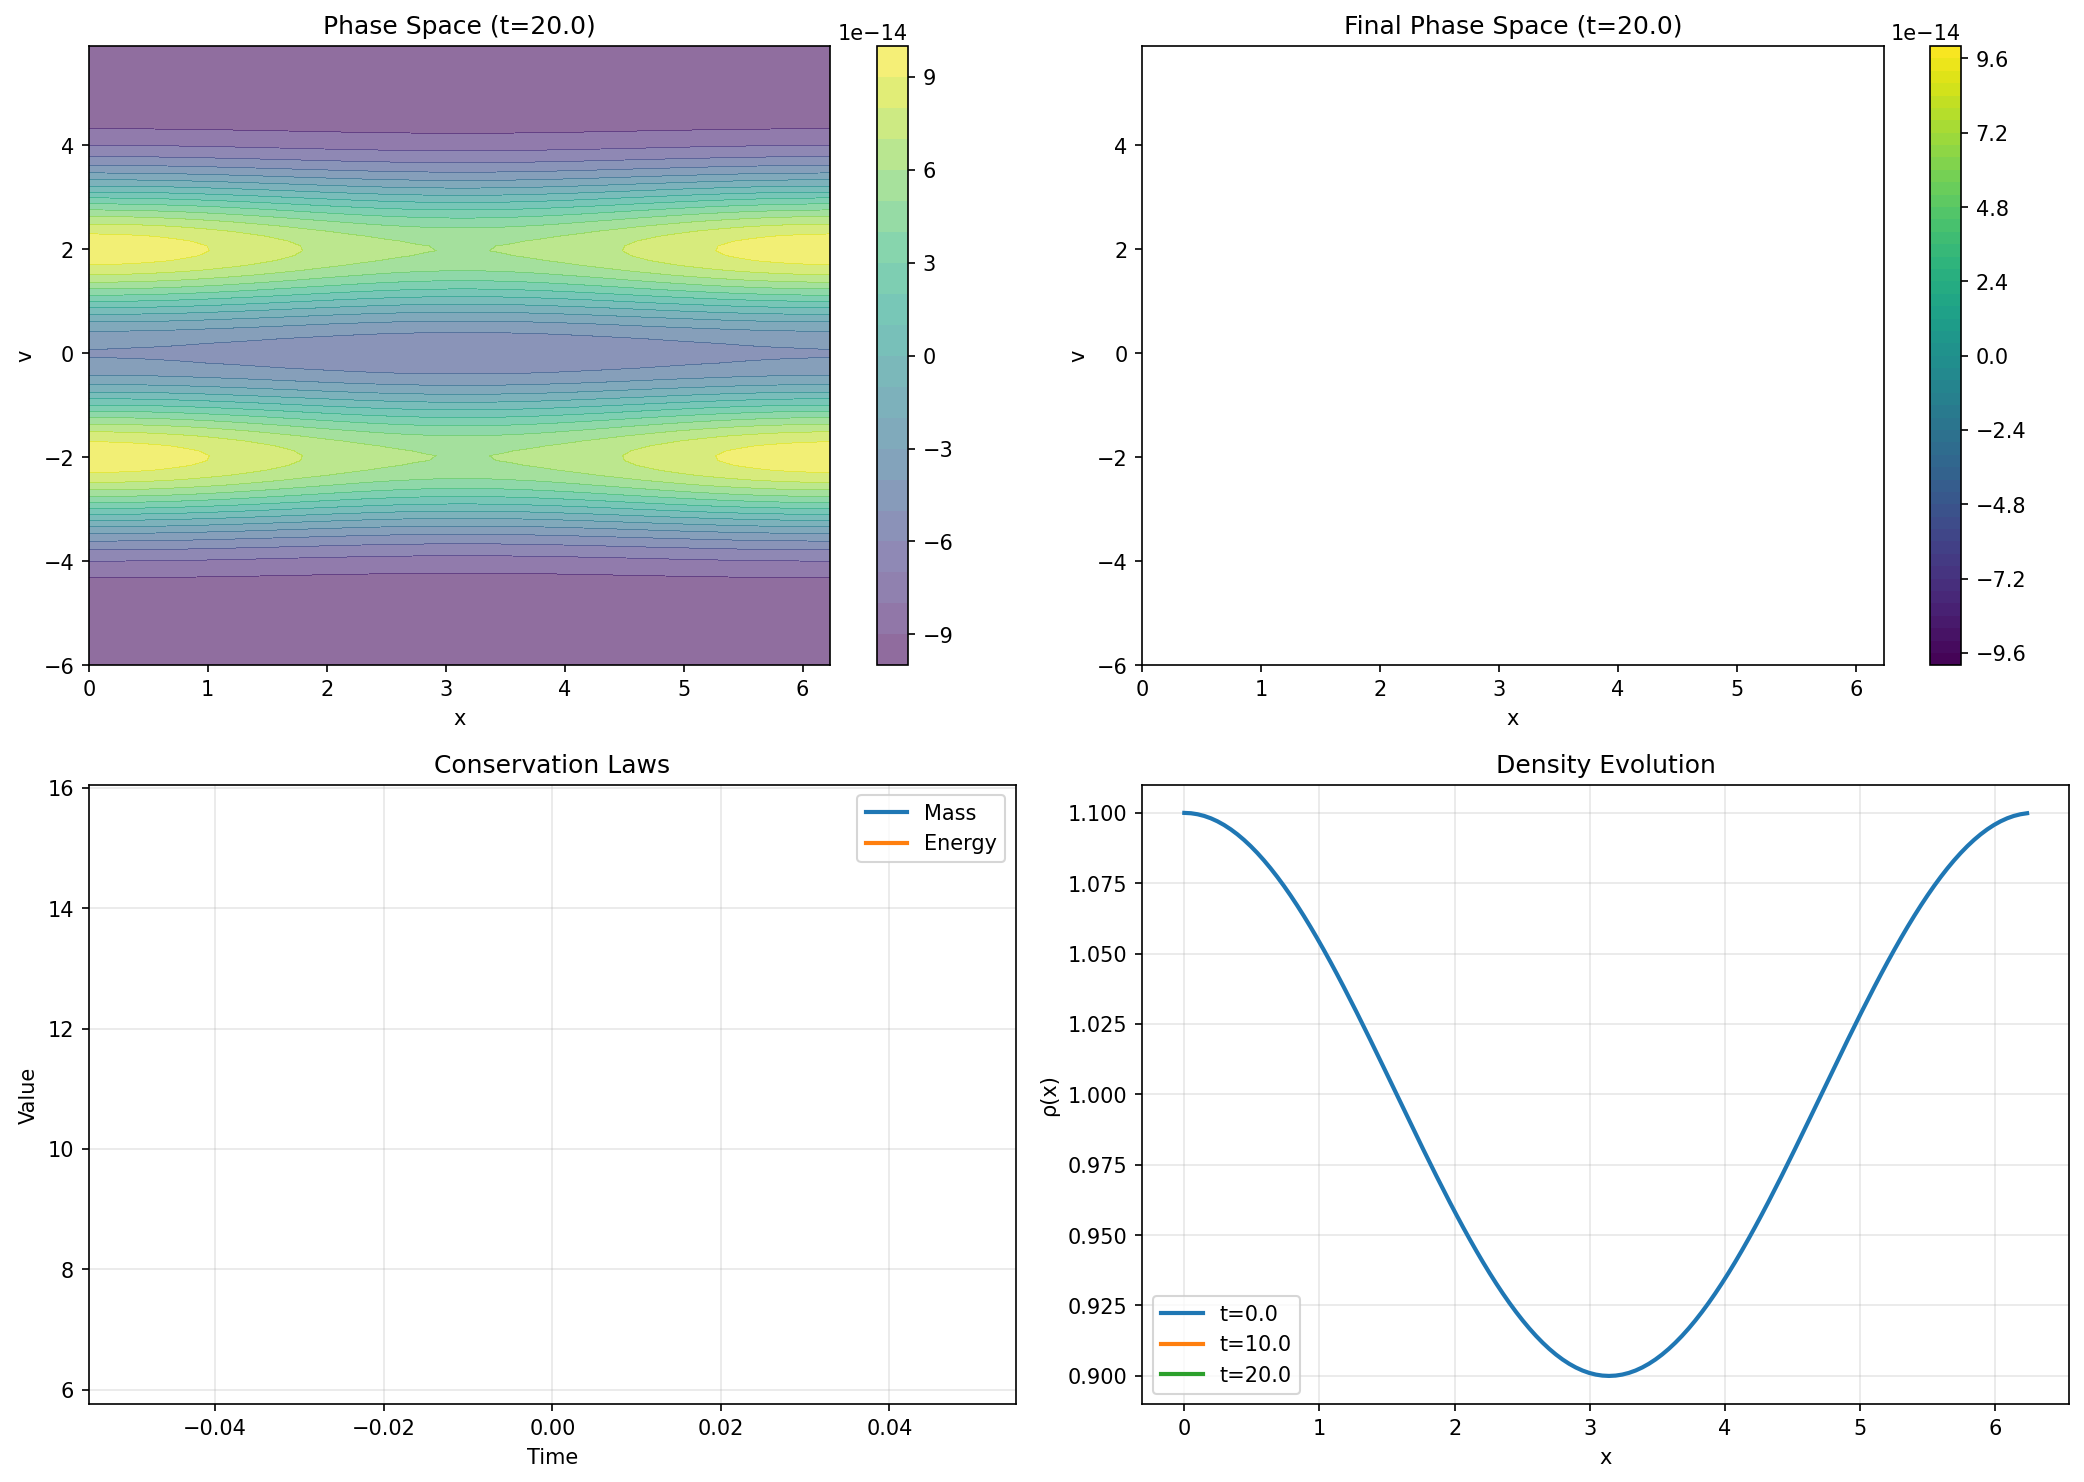 Phase Space (t=20.0)
1e−14
9
6
3
0
−3
−6
−9
4
2
0
−2
−4
−6
v
0 1 2 3 4 5 6
x
Final Phase Space (t=20.0)
1e−14
9.6
7.2
4.8
2.4
0.0
−2.4
−4.8
−7.2
−9.6
4
2
0
−2
−4
−6
v
0 1 2 3 4 5 6
x
Conservation Laws
Mass
Energy
16
14
12
10
8
6
Value
−0.04 −0.02 0.00 0.02 0.04
Time
Density Evolution
1.100
1.075
1.050
1.025
1.000
0.975
0.950
0.925
0.900
ρ(x)
t=0.0
t=10.0
t=20.0
0 1 2 3 4 5 6
x